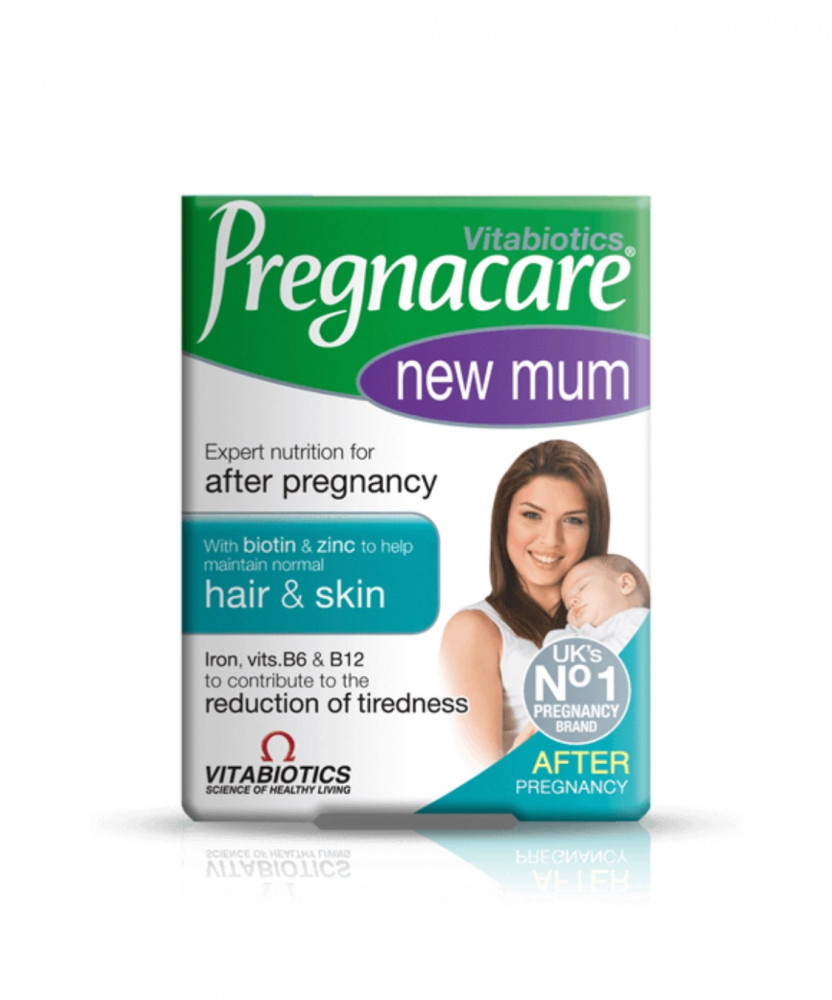 Vitabiotics
Pregnacare®
new mum
Expert nutrition for
after pregnancy
With biotin & zinc to help
maintain normal
hair & skin
Iron, vits.B6 & B12
to contribute to the
reduction of tiredness
UK's
Nº1
PREGNANCY
BRAND
AFTER
PREGNANCY
VITABIOTICS
SCIENCE OF HEALTHY LIVING